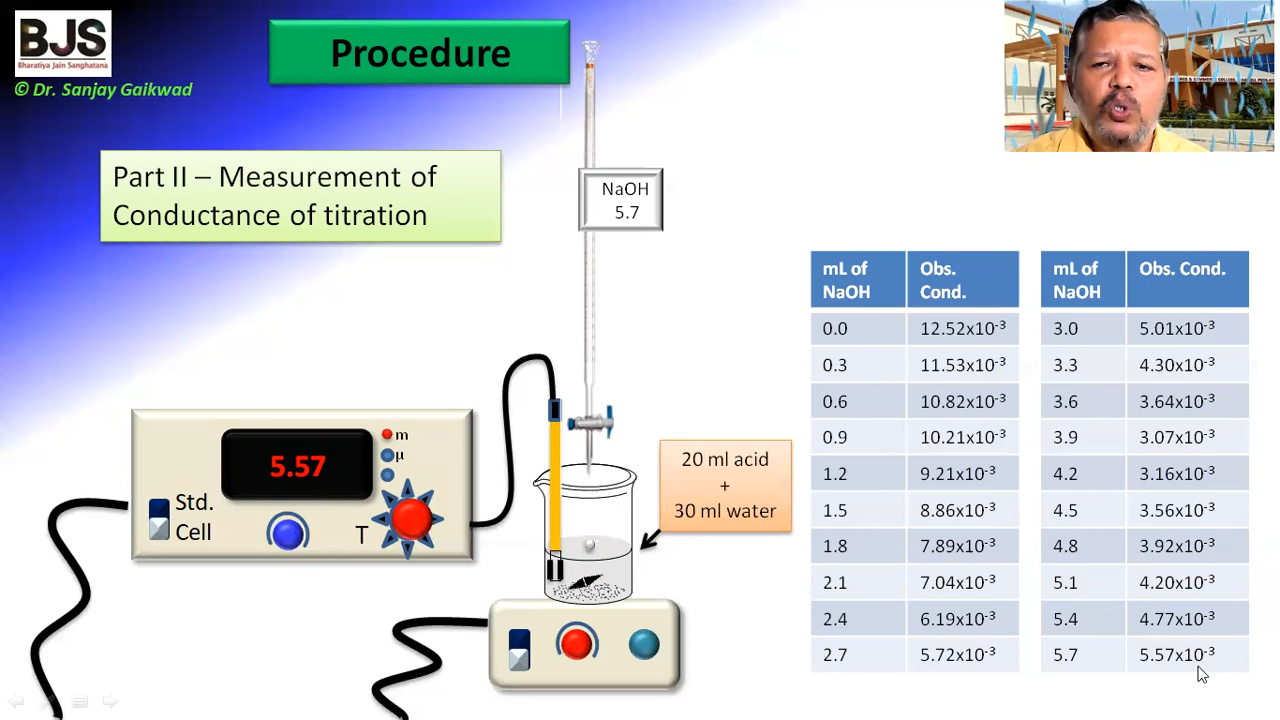 BJS
Bharatiya Jain Sanghatana
© Dr. Sanjay Gaikwad
Procedure
Part II – Measurement of
Conductance of titration
NaOH
5.7
5.57
m
μ
Std.
Cell
T
20 ml acid
+
30 ml water
mL of NaOH Obs. Cond. mL of NaOH Obs. Cond.
0.0 12.52x10⁻³ 3.0 5.01x10⁻³
0.3 11.53x10⁻³ 3.3 4.30x10⁻³
0.6 10.82x10⁻³ 3.6 3.64x10⁻³
0.9 10.21x10⁻³ 3.9 3.07x10⁻³
1.2 9.21x10⁻³ 4.2 3.16x10⁻³
1.5 8.86x10⁻³ 4.5 3.56x10⁻³
1.8 7.89x10⁻³ 4.8 3.92x10⁻³
2.1 7.04x10⁻³ 5.1 4.20x10⁻³
2.4 6.19x10⁻³ 5.4 4.77x10⁻³
2.7 5.72x10⁻³ 5.7 5.57x10⁻³